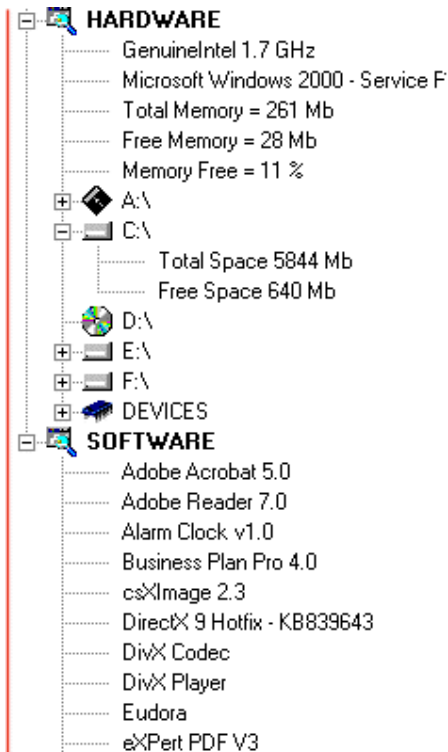 HARDWARE
GenuineIntel 1.7 GHz
Microsoft Windows 2000 - Service
Total Memory = 261 Mb
Free Memory = 28 Mb
Memory Free = 11 %
A:\
C:\
Total Space 5844 Mb
Free Space 640 Mb
D:\
E:\
F:\
DEVICES
SOFTWARE
Adobe Acrobat 5.0
Adobe Reader 7.0
Alarm Clock v1.0
Business Plan Pro 4.0
csXImage 2.3
DirectX 9 Hotfix - KB839643
DivX Codec
DivX Player
Eudora
eXPert PDF V3